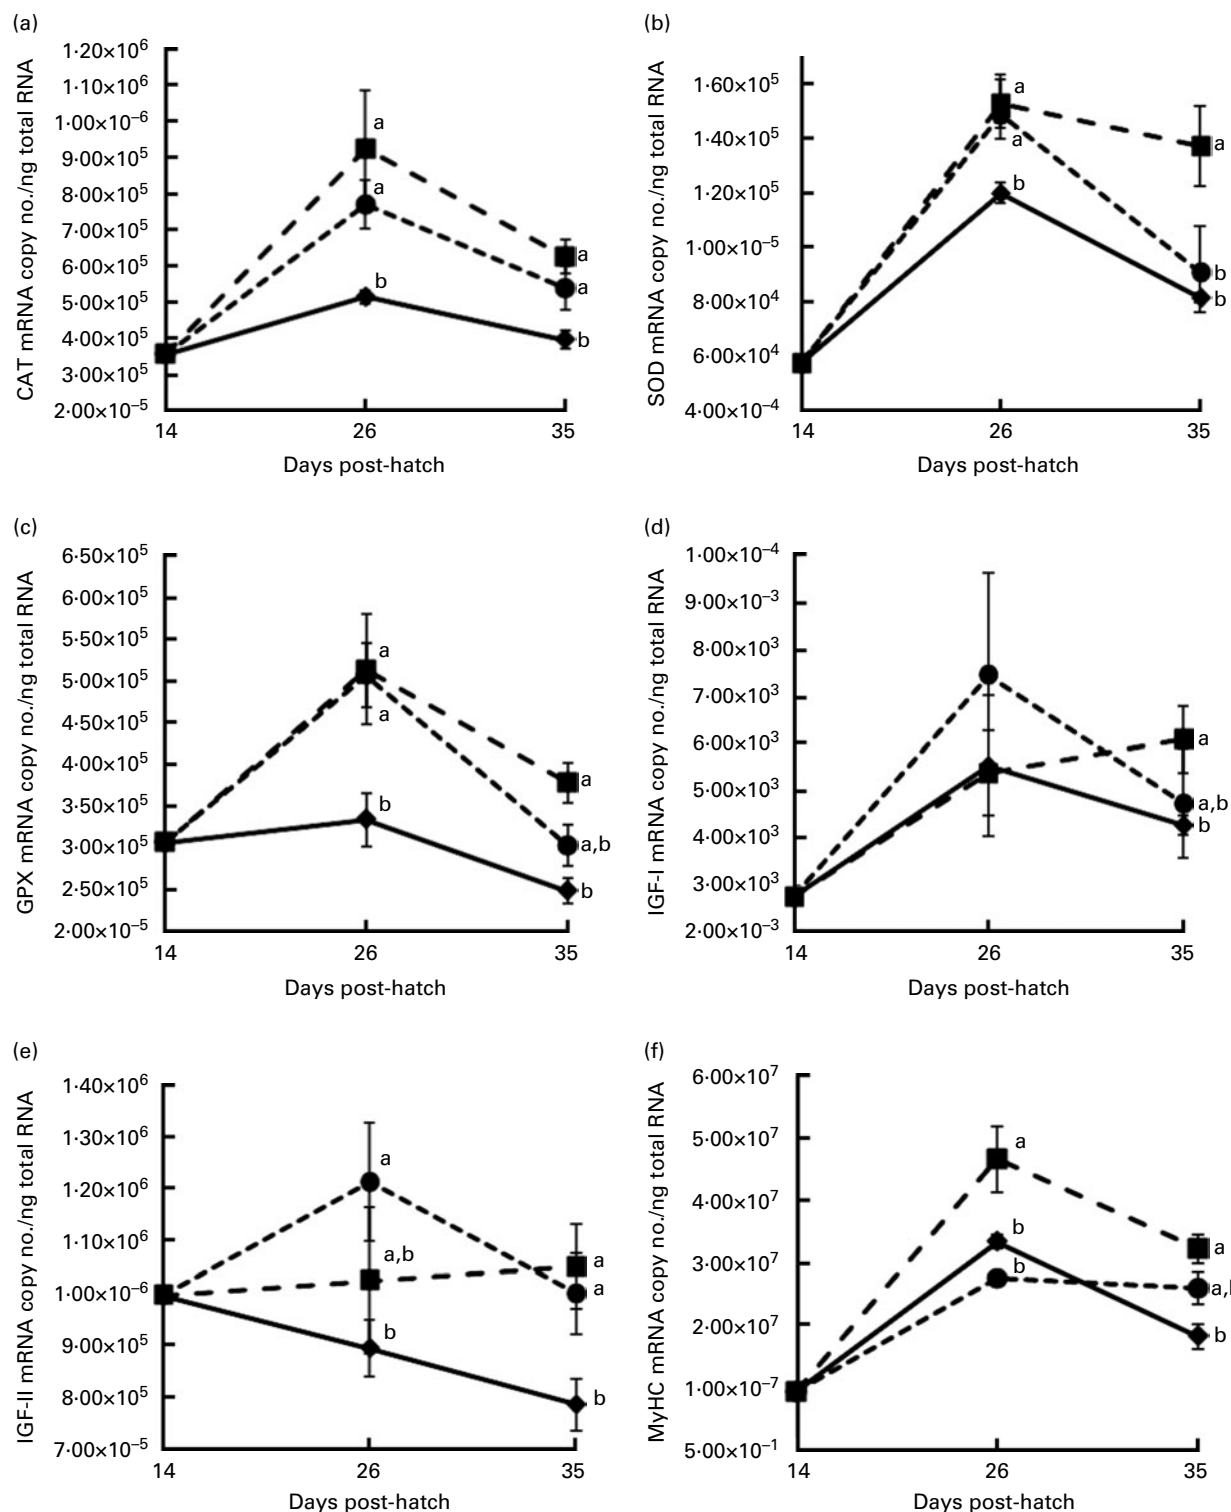 (a)
CAT mRNA copy no./ng total RNA
1·20×10⁶
1·10×10⁶
1·00×10⁻⁶
9·00×10⁵
8·00×10⁵
7·00×10⁵
6·00×10⁵
5·00×10⁵
4·00×10⁵
3·00×10⁵
2·00×10⁻⁵
a
a
b
a
a
b
14 26 35
Days post-hatch
(b)
SOD mRNA copy no./ng total RNA
1·60×10⁵
1·40×10⁵
1·20×10⁵
1·00×10⁻⁵
8·00×10⁴
6·00×10⁴
4·00×10⁻⁴
a
a
b
a
b
b
14 26 35
Days post-hatch
(c)
GPX mRNA copy no./ng total RNA
6·50×10⁵
6·00×10⁵
5·50×10⁵
5·00×10⁵
4·50×10⁵
4·00×10⁵
3·50×10⁵
3·00×10⁵
2·50×10⁵
2·00×10⁻⁵
a
a
b
a
a,b
b
14 26 35
Days post-hatch
(d)
IGF-I mRNA copy no./ng total RNA
1·00×10⁻⁴
9·00×10⁻³
8·00×10³
7·00×10³
6·00×10³
5·00×10³
4·00×10³
3·00×10³
2·00×10⁻³
a
a,b
b
14 26 35
Days post-hatch
(e)
IGF-II mRNA copy no./ng total RNA
1·40×10⁶
1·30×10⁶
1·20×10⁶
1·10×10⁶
1·00×10⁻⁶
9·00×10⁵
8·00×10⁵
7·00×10⁻⁵
a
a,b
b
a
a
b
14 26 35
Days post-hatch
(f)
MyHC mRNA copy no./ng total RNA
6·00×10⁷
5·00×10⁷
4·00×10⁷
3·00×10⁷
2·00×10⁷
1·00×10⁻⁷
5·00×10⁻¹
a
b
b
a
a,
b
14 26 35
Days post-hatch